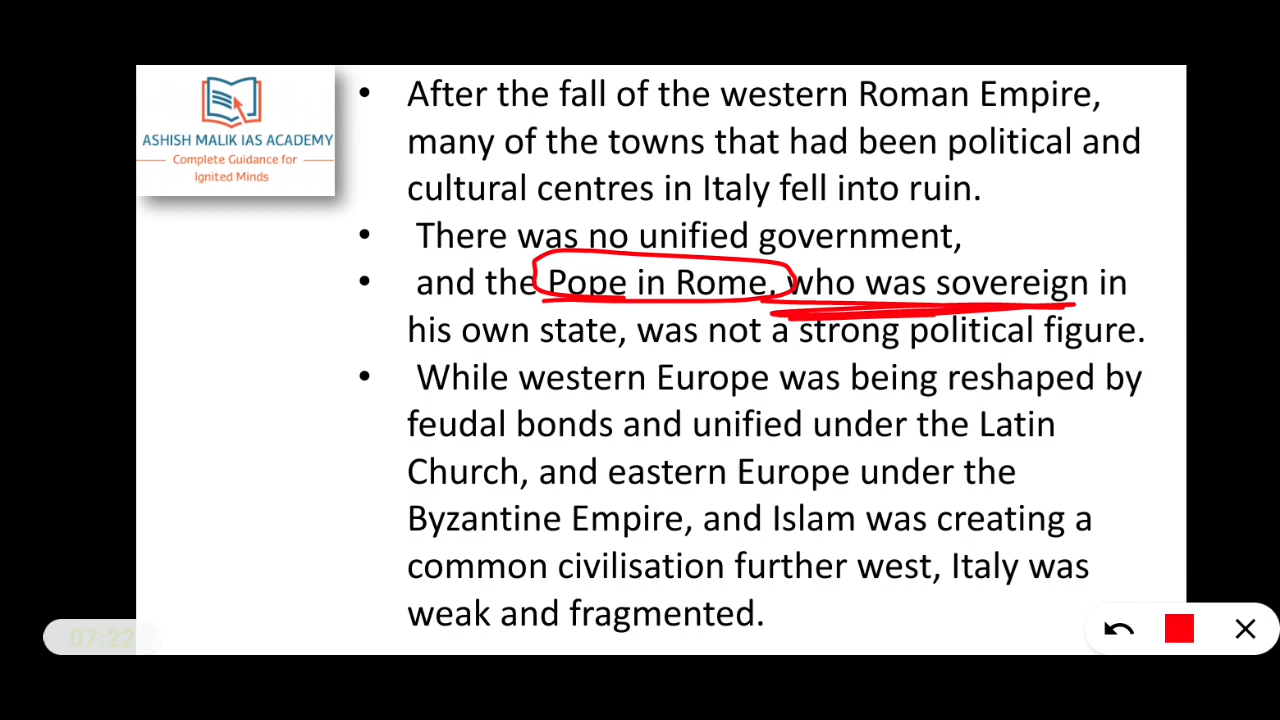 ASHISH MALIK IAS ACADEMY
Complete Guidance for
Ignited Minds
• After the fall of the western Roman Empire,
many of the towns that had been political and
cultural centres in Italy fell into ruin.
• There was no unified government,
• and the Pope in Rome, who was sovereign in
his own state, was not a strong political figure.
• While western Europe was being reshaped by
feudal bonds and unified under the Latin
Church, and eastern Europe under the
Byzantine Empire, and Islam was creating a
common civilisation further west, Italy was
weak and fragmented.
07:22